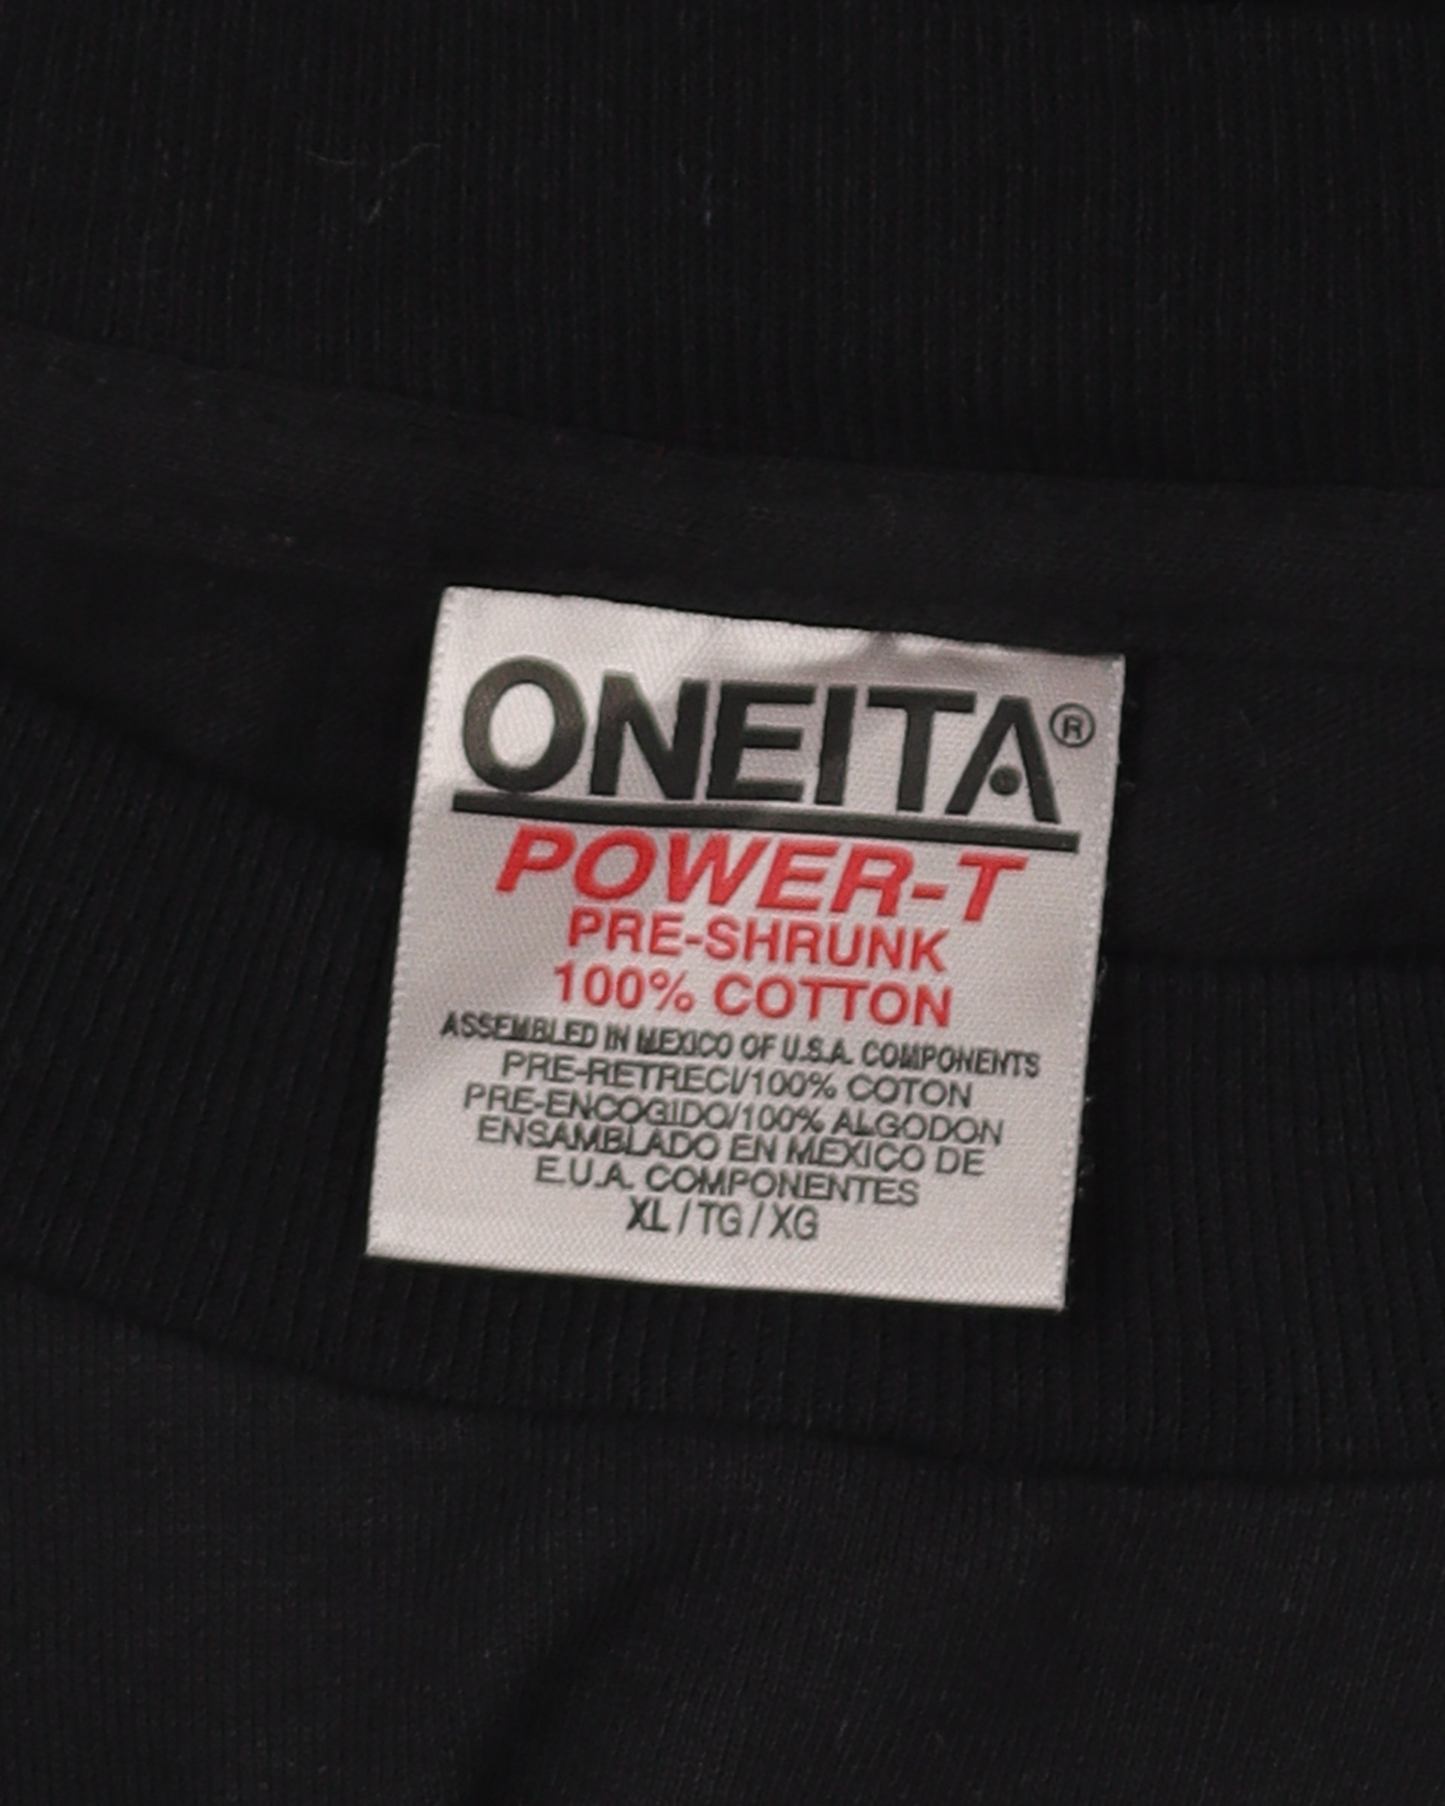 ONEITA®
POWER-T
PRE-SHRUNK
100% COTTON
ASSEMBLED IN MEXICO OF U.S.A. COMPONENTS
PRE-RETRECI/100% COTON
PRE-ENCOGIDO/100% ALGODON
ENSAMBLADO EN MEXICO DE
E.U.A. COMPONENTES
XL / TG / XG